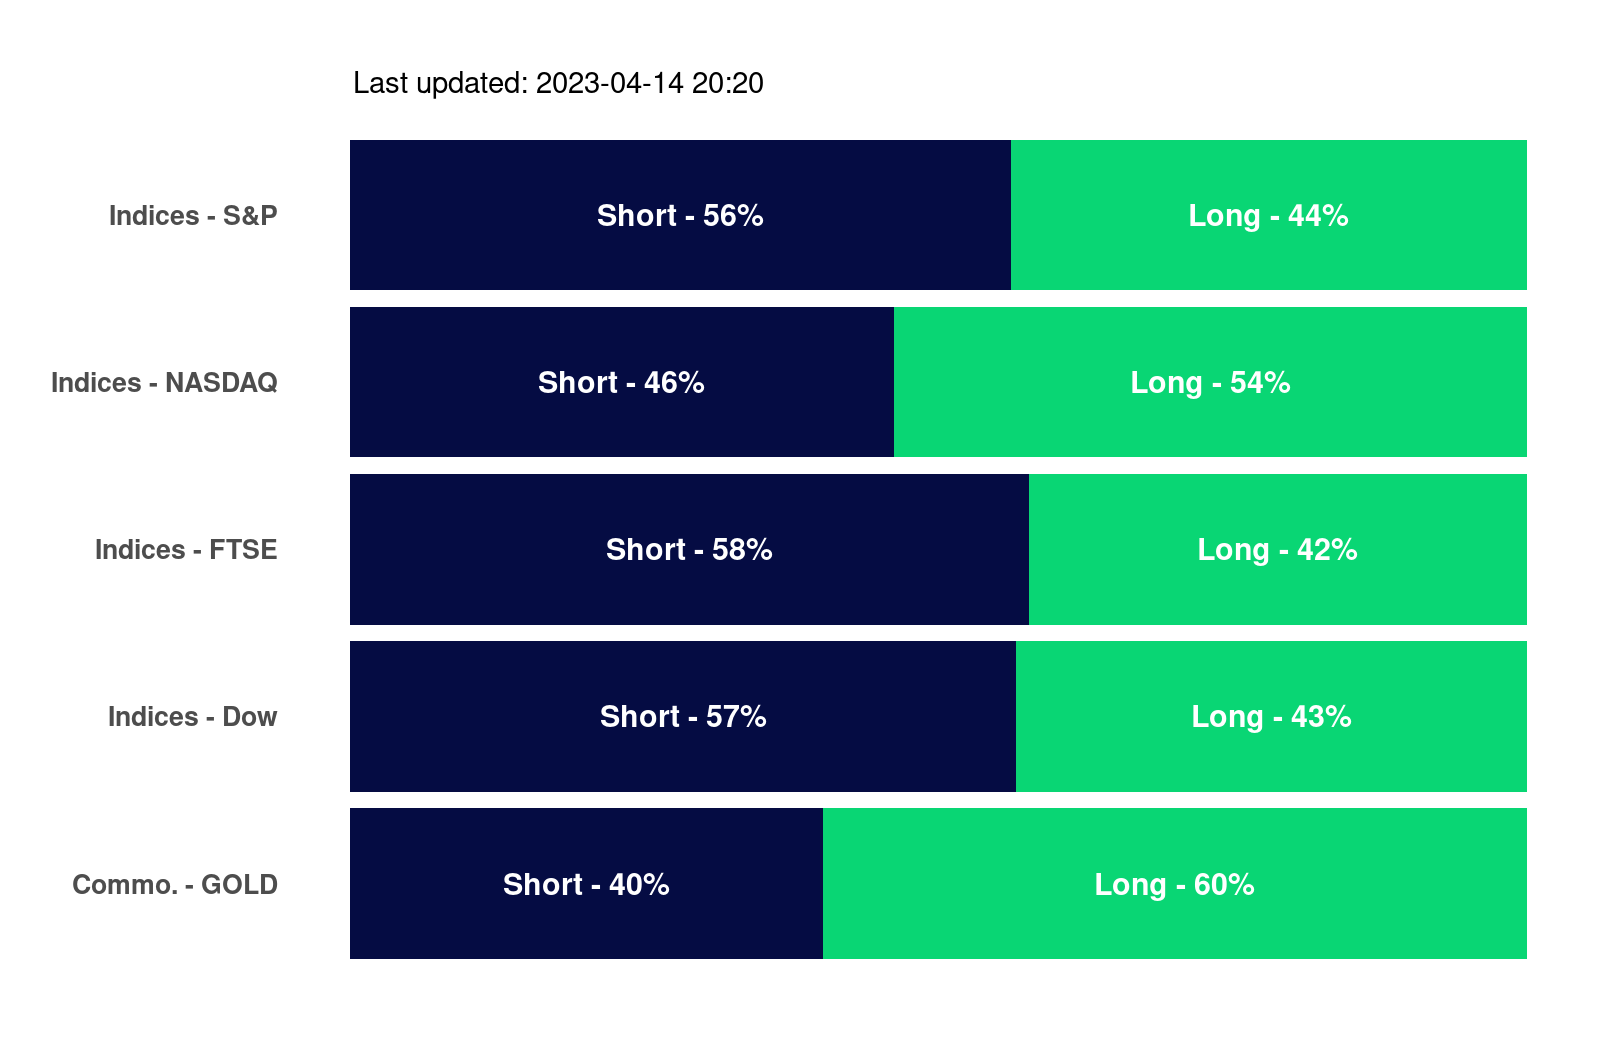 Last updated: 2023-04-14 20:20
Indices - S&P Short - 56% Long - 44%
Indices - NASDAQ Short - 46% Long - 54%
Indices - FTSE Short - 58% Long - 42%
Indices - Dow Short - 57% Long - 43%
Commo. - GOLD Short - 40% Long - 60%